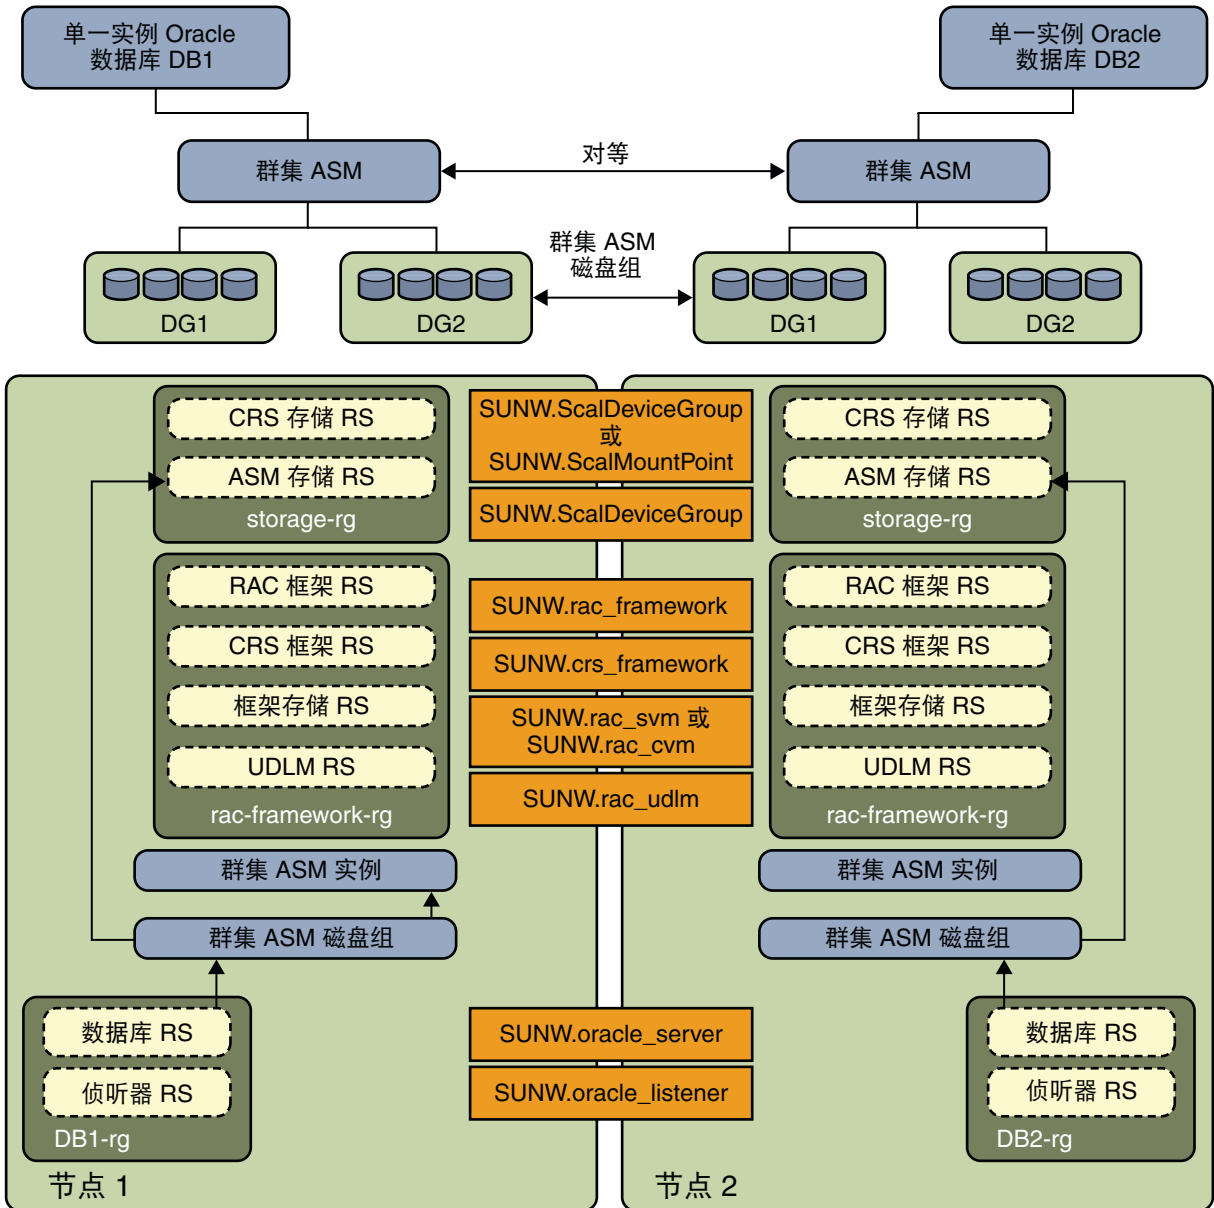 单一实例 Oracle
数据库 DB1
单一实例 Oracle
数据库 DB2
群集 ASM
对等
群集 ASM
群集 ASM
磁盘组
DG1
DG2
DG1
DG2
CRS 存储 RS
ASM 存储 RS
storage-rg
SUNW.ScalDeviceGroup
或
SUNW.ScalMountPoint
SUNW.ScalDeviceGroup
CRS 存储 RS
ASM 存储 RS
storage-rg
RAC 框架 RS
CRS 框架 RS
框架存储 RS
UDLM RS
rac-framework-rg
SUNW.rac_framework
SUNW.crs_framework
SUNW.rac_svm 或
SUNW.rac_cvm
SUNW.rac_udlm
RAC 框架 RS
CRS 框架 RS
框架存储 RS
UDLM RS
rac-framework-rg
群集 ASM 实例
群集 ASM 实例
群集 ASM 磁盘组
群集 ASM 磁盘组
数据库 RS
侦听器 RS
DB1-rg
SUNW.oracle_server
SUNW.oracle_listener
数据库 RS
侦听器 RS
DB2-rg
节点 1
节点 2